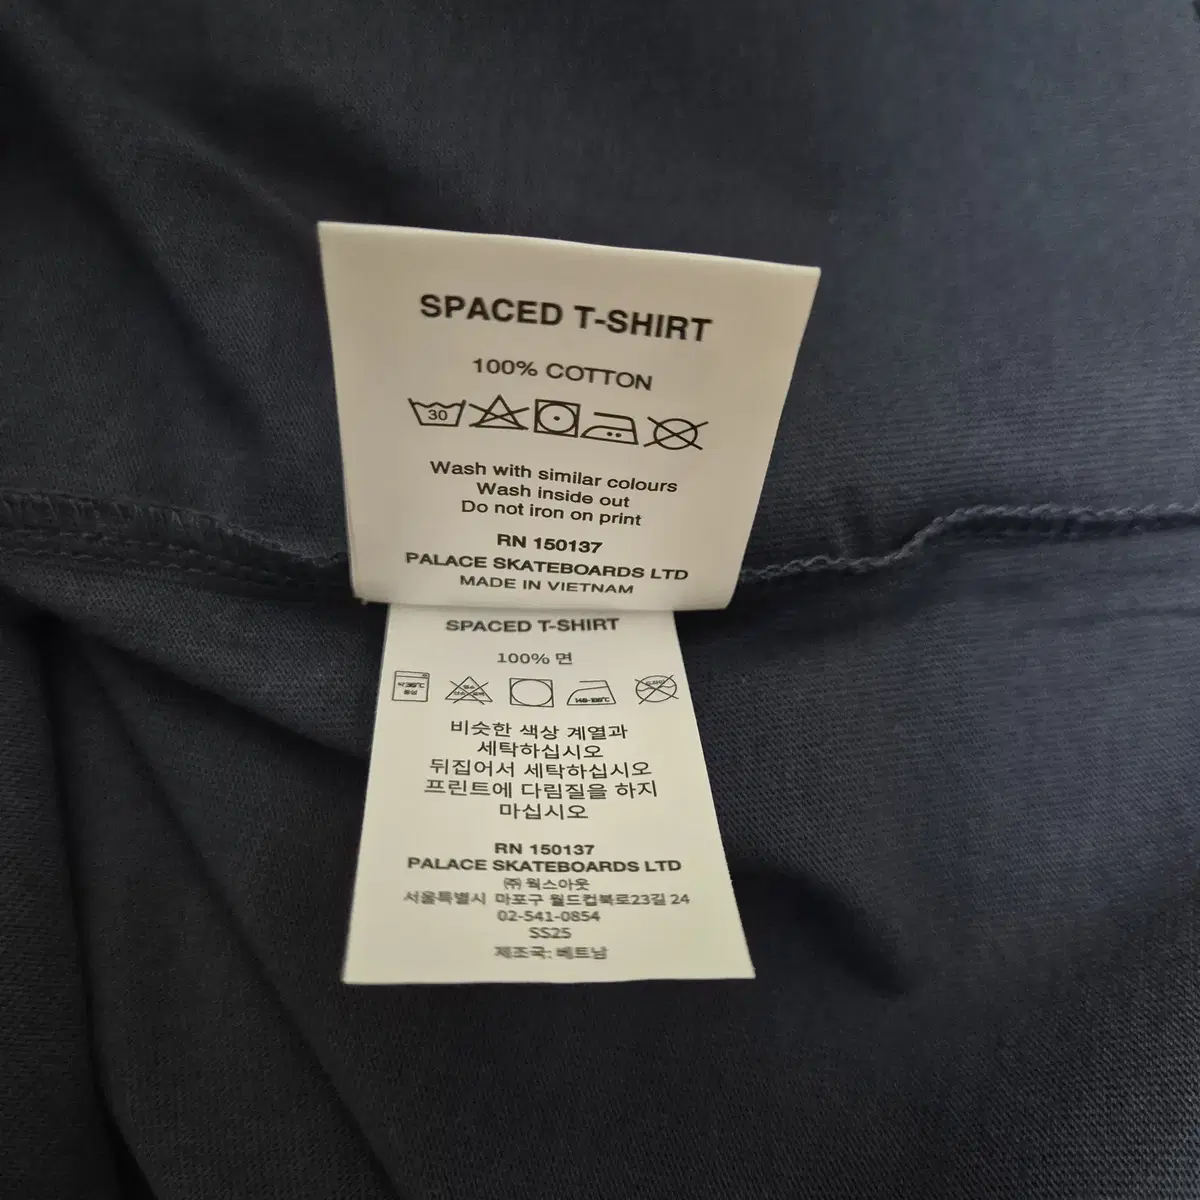 SPACED T-SHIRT
100% COTTON
30
Wash with similar colours
Wash inside out
Do not iron on print
RN 150137
PALACE SKATEBOARDS LTD
MADE IN VIETNAM
SPACED T-SHIRT
100% 면
비슷한 색상 계열과
세탁하십시오
뒤집어서 세탁하십시오
프린트에 다림질을 하지
마십시오
RN 150137
PALACE SKATEBOARDS LTD
㈜웍스아웃
서울특별시 마포구 월드컵북로23길 24
02-541-0854
SS25
제조국: 베트남